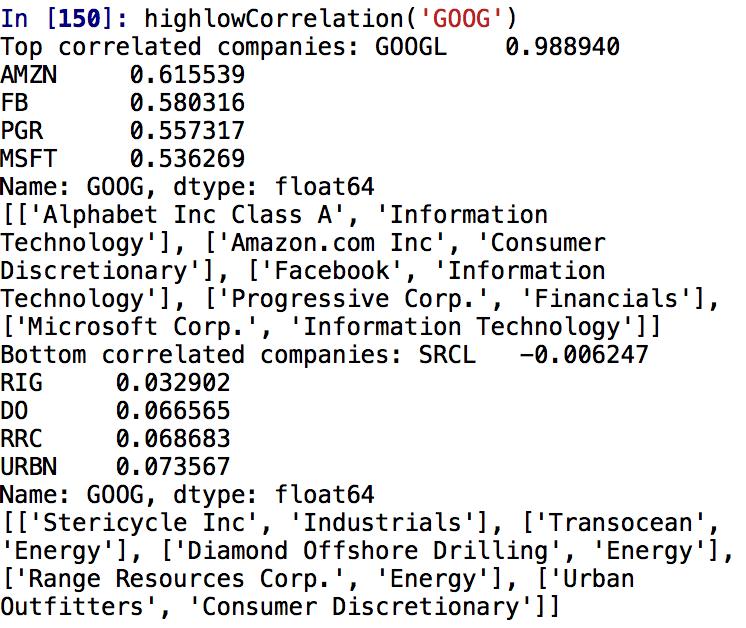 In [150]: highlowCorrelation('GOOG')
Top correlated companies: GOOGL    0.988940
AMZN     0.615539
FB       0.580316
PGR      0.557317
MSFT     0.536269
Name: GOOG, dtype: float64
[['Alphabet Inc Class A', 'Information
Technology'], ['Amazon.com Inc', 'Consumer
Discretionary'], ['Facebook', 'Information
Technology'], ['Progressive Corp.', 'Financials'],
['Microsoft Corp.', 'Information Technology']]
Bottom correlated companies: SRCL   -0.006247
RIG     0.032902
DO      0.066565
RRC     0.068683
URBN    0.073567
Name: GOOG, dtype: float64
[['Stericycle Inc', 'Industrials'], ['Transocean',
'Energy'], ['Diamond Offshore Drilling', 'Energy'],
['Range Resources Corp.', 'Energy'], ['Urban
Outfitters', 'Consumer Discretionary']]